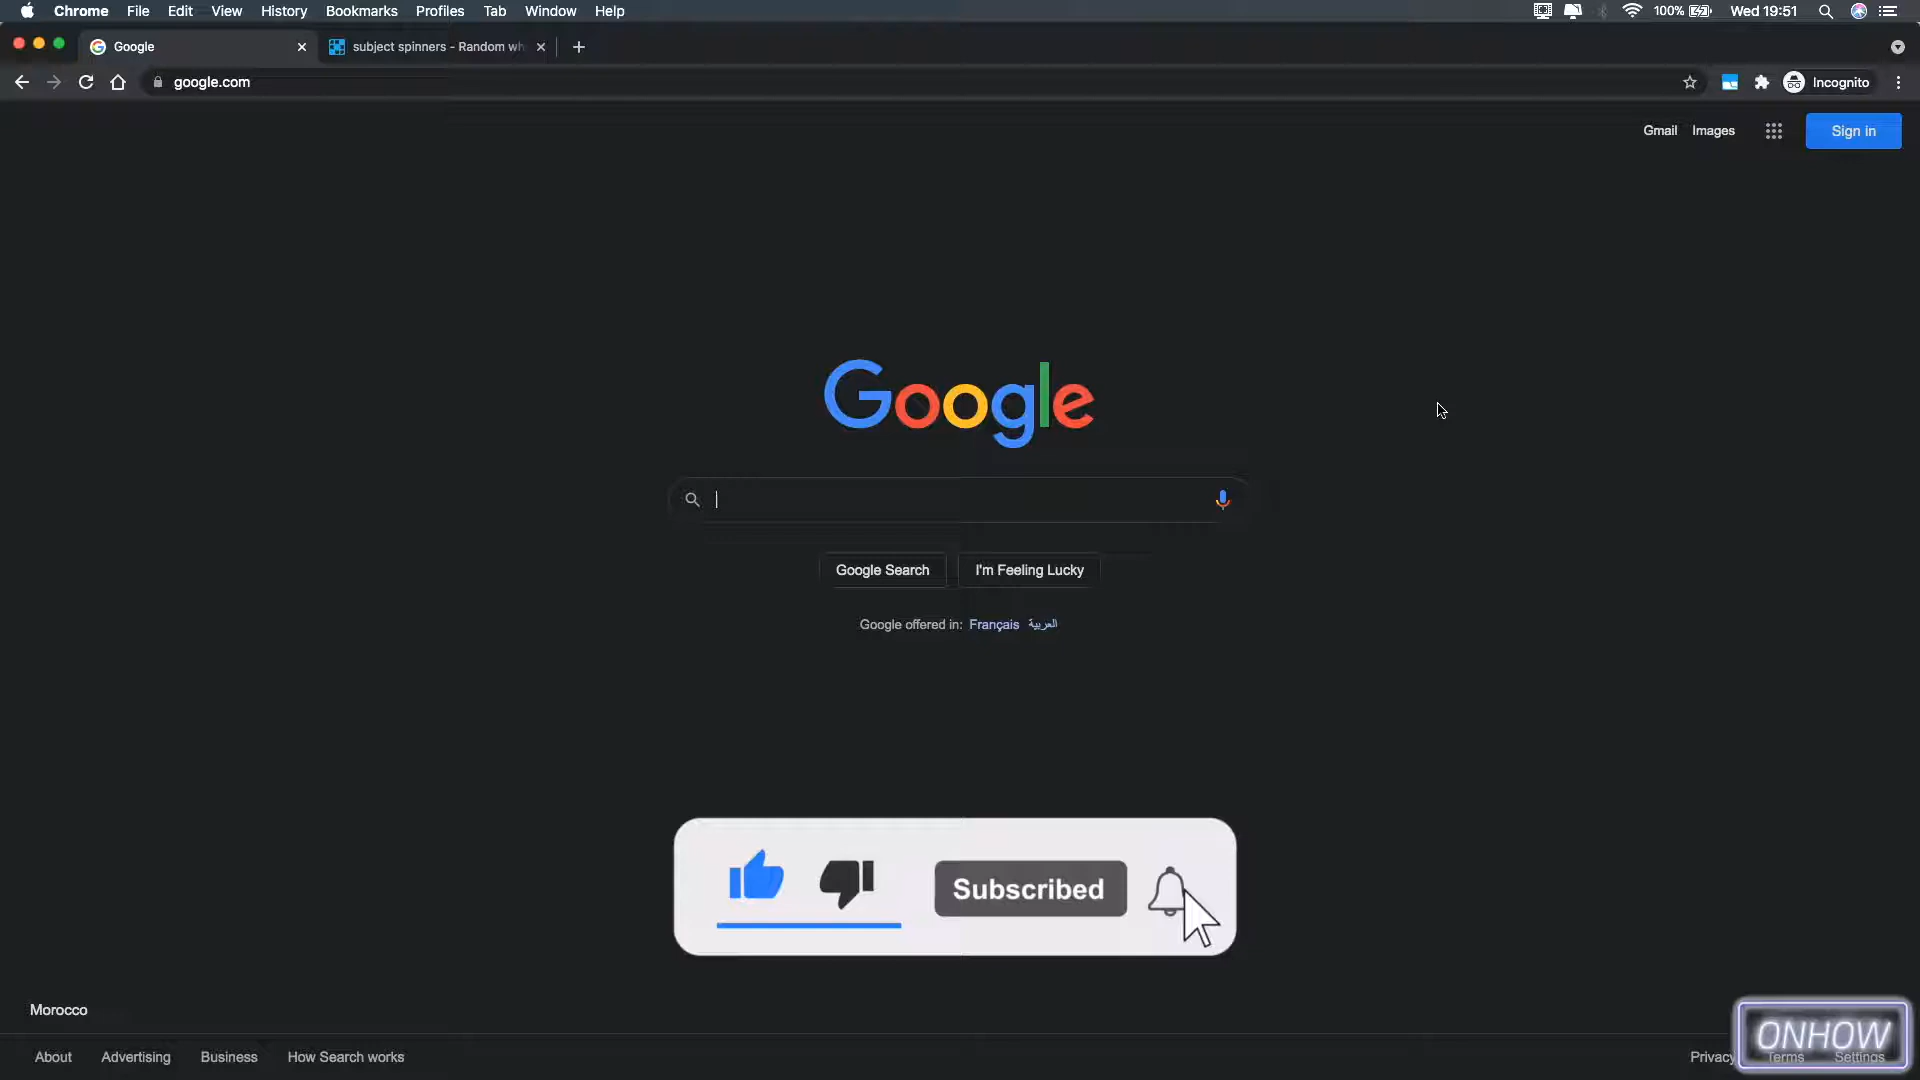 Chrome File Edit View History Bookmarks Profiles Tab Window Help 100% Wed 19:51
Google subject spinners - Random wh
google.com Incognito
Gmail Images Sign in
Google
Google Search I'm Feeling Lucky
Google offered in: Français العربية
Subscribed
Morocco
ONHOW
About Advertising Business How Search works Privacy Terms Settings